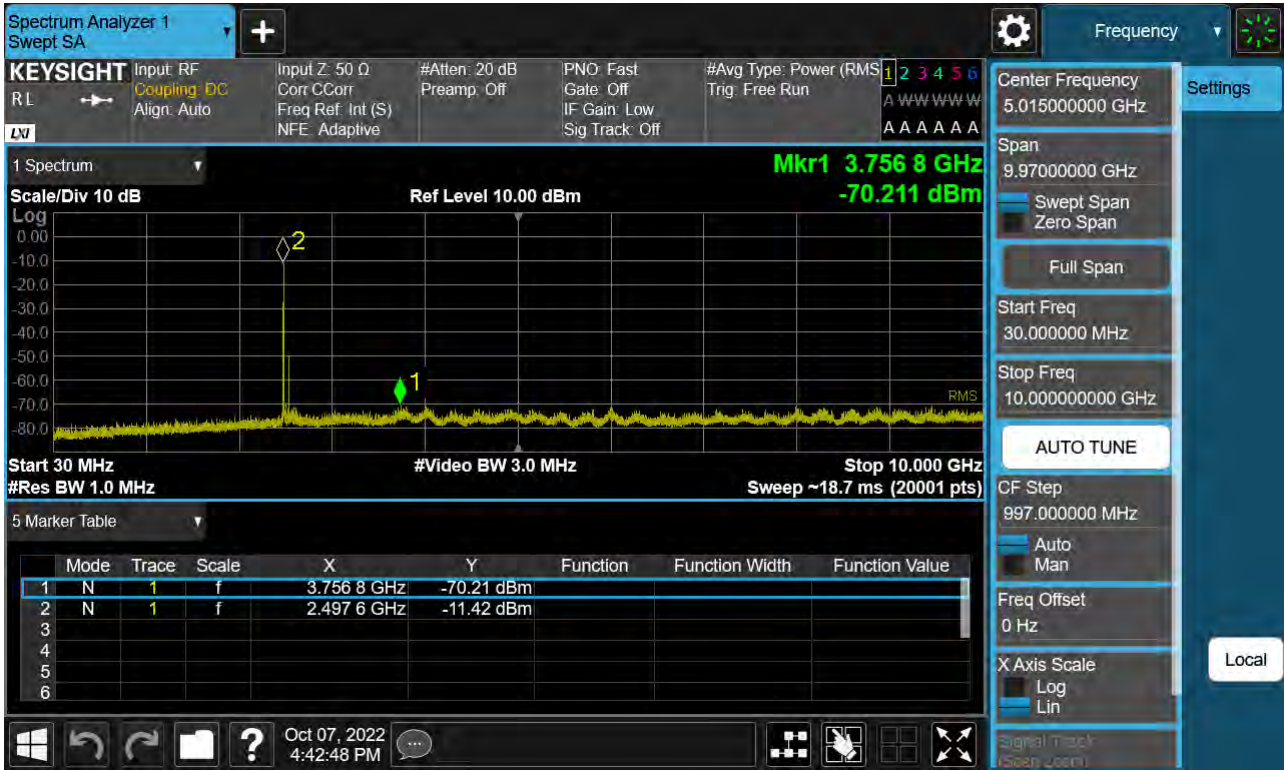 Spectrum Analyzer 1
Swept SA
Frequency
KEYSIGHT
Input: RF
Input Z: 50 Ω
#Atten: 20 dB
PNO: Fast
#Avg Type: Power (RMS
1 2 3 4 5 6
RL
Coupling: DC
Corr CCorr
Preamp: Off
Gate: Off
Trig: Free Run
A W W W W W
Align: Auto
Freq Ref: Int (S)
IF Gain: Low
LXI
NFE: Adaptive
Sig Track: Off
A A A A A A
1 Spectrum
Mkr1 3.756 8 GHz
Scale/Div 10 dB
Ref Level 10.00 dBm
-70.211 dBm
Log
0.00
2
-10.0
-20.0
-30.0
-40.0
-50.0
-60.0
1
-70.0
RMS
-80.0
Start 30 MHz
#Video BW 3.0 MHz
Stop 10.000 GHz
#Res BW 1.0 MHz
Sweep ~18.7 ms (20001 pts)
5 Marker Table
Mode Trace Scale X Y Function Function Width Function Value
1 N 1 f 3.756 8 GHz -70.21 dBm
2 N 1 f 2.497 6 GHz -11.42 dBm
3
4
5
6
Oct 07, 2022
4:42:48 PM
Center Frequency
5.015000000 GHz
Settings
Span
9.97000000 GHz
Swept Span
Zero Span
Full Span
Start Freq
30.000000 MHz
Stop Freq
10.000000000 GHz
AUTO TUNE
CF Step
997.000000 MHz
Auto
Man
Freq Offset
0 Hz
X Axis Scale
Log
Lin
Local
Signal Track
(Span Zoom)